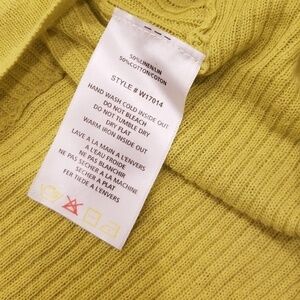 50%LINEN/LIN
50%COTTON/COTON
STYLE # W17014
HAND WASH COLD INSIDE OUT
DO NOT BLEACH
DO NOT TUMBLE DRY
DRY FLAT
WARM IRON INSIDE OUT
LAVE A LA MAIN A L'ENVERS
A L'EAU FROIDE
NE PAS BLANCHIR
NE PAS SECHER A LA MACHINE
SECHER A PLAT
FER TIEDE A L'ENVERS